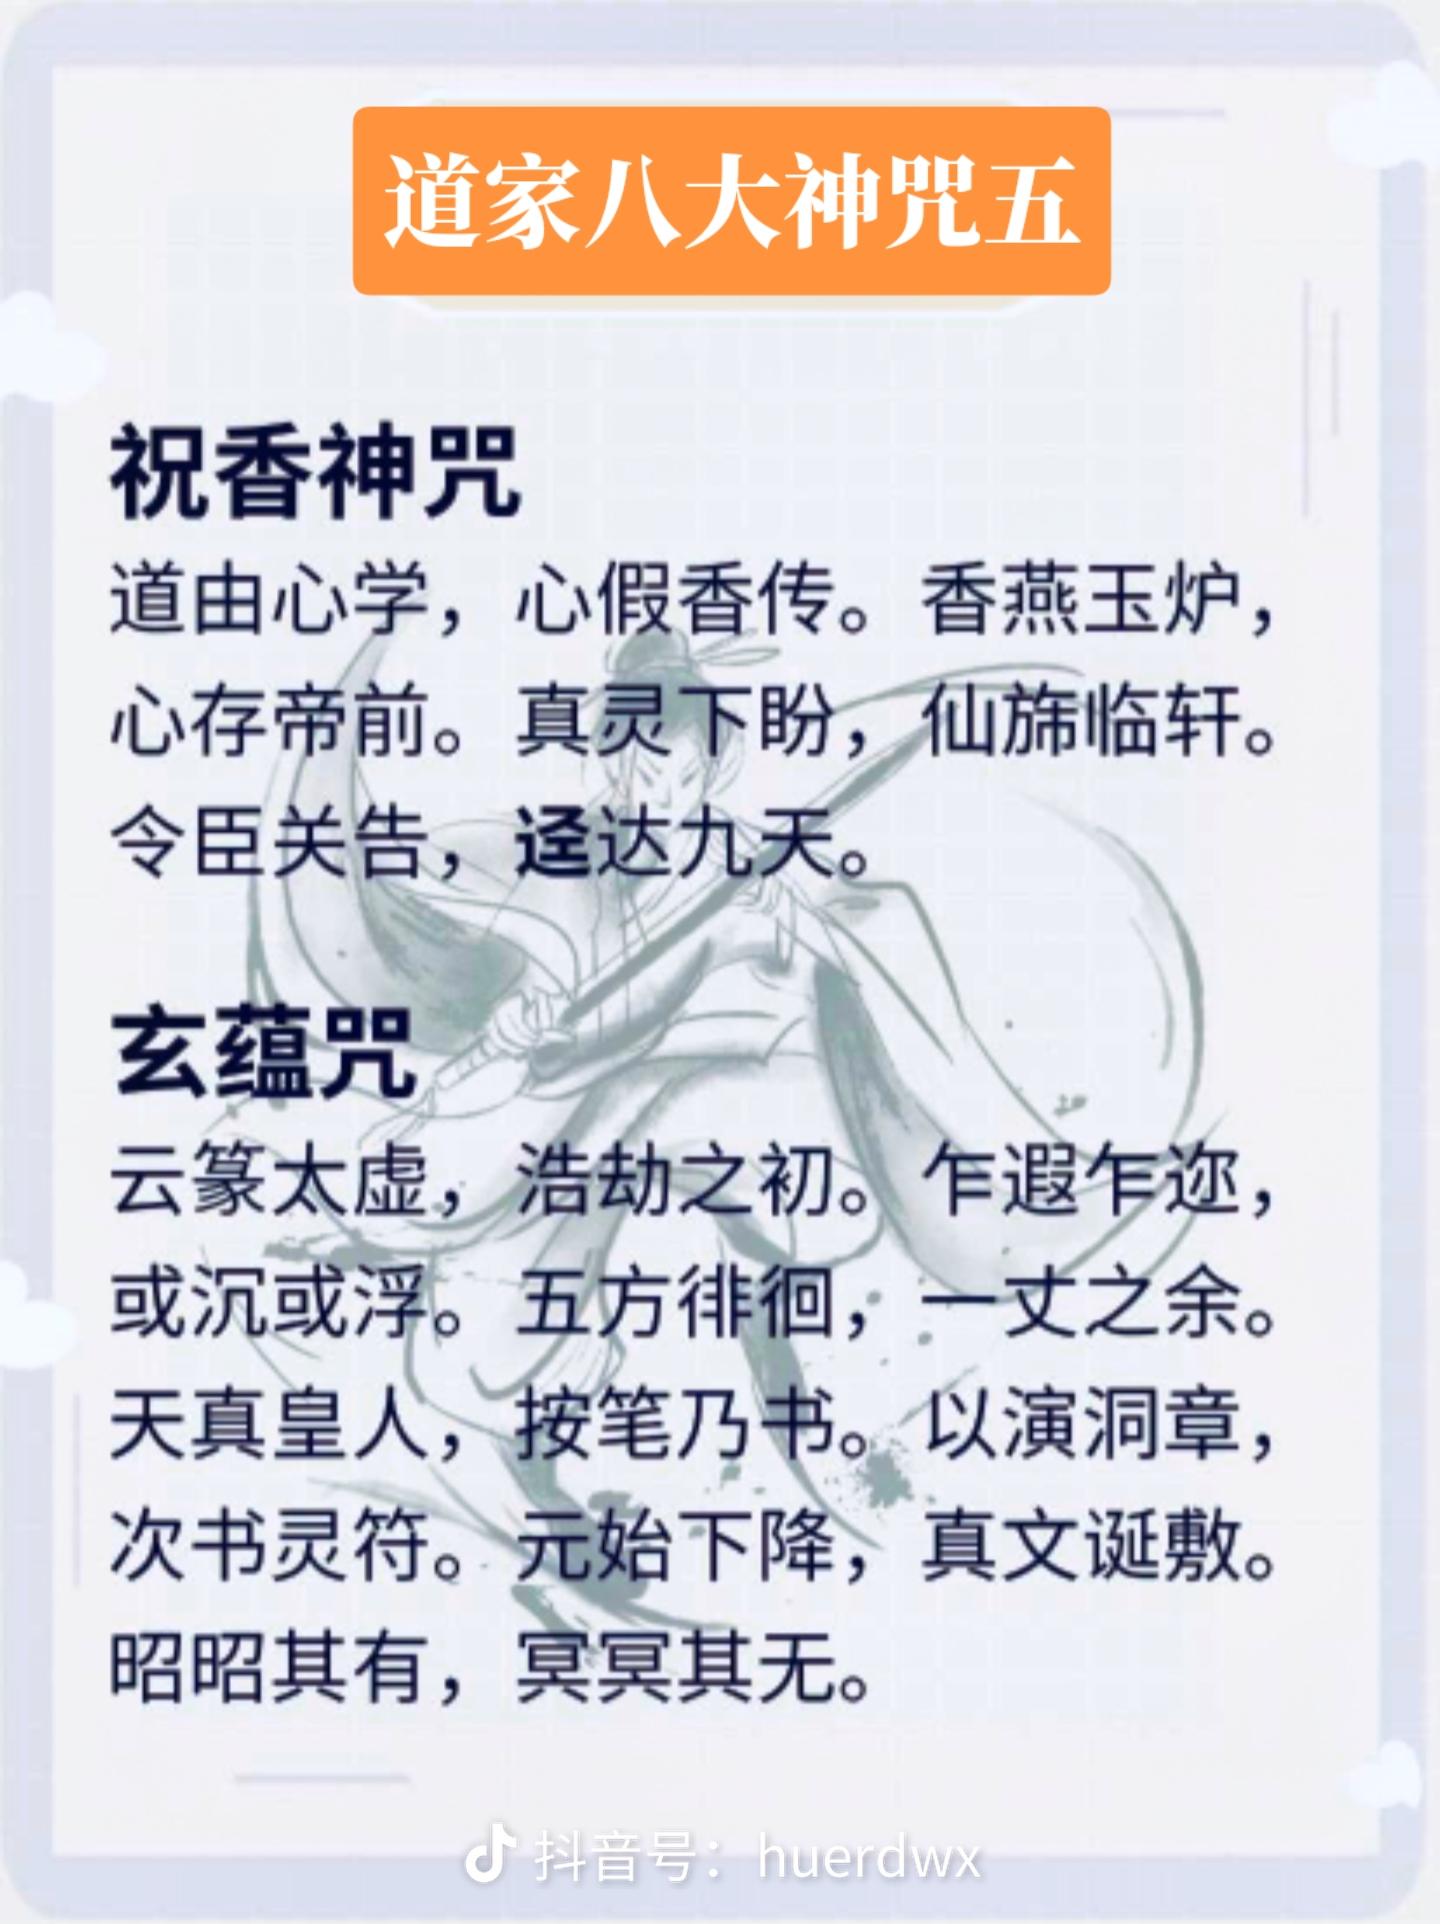 道家八大神咒五
祝香神咒
道由心学，心假香传。香燕玉炉，
心存帝前。真灵下盼，仙旆临轩。
令臣关告，迳达九天。
玄蕴咒
云篆太虚，浩劫之初。乍遐乍迩，
或沉或浮。五方徘徊，一丈之余。
天真皇人，按笔乃书。以演洞章，
次书灵符。元始下降，真文诞敷。
昭昭其有，冥冥其无。
抖音号：huerdwx